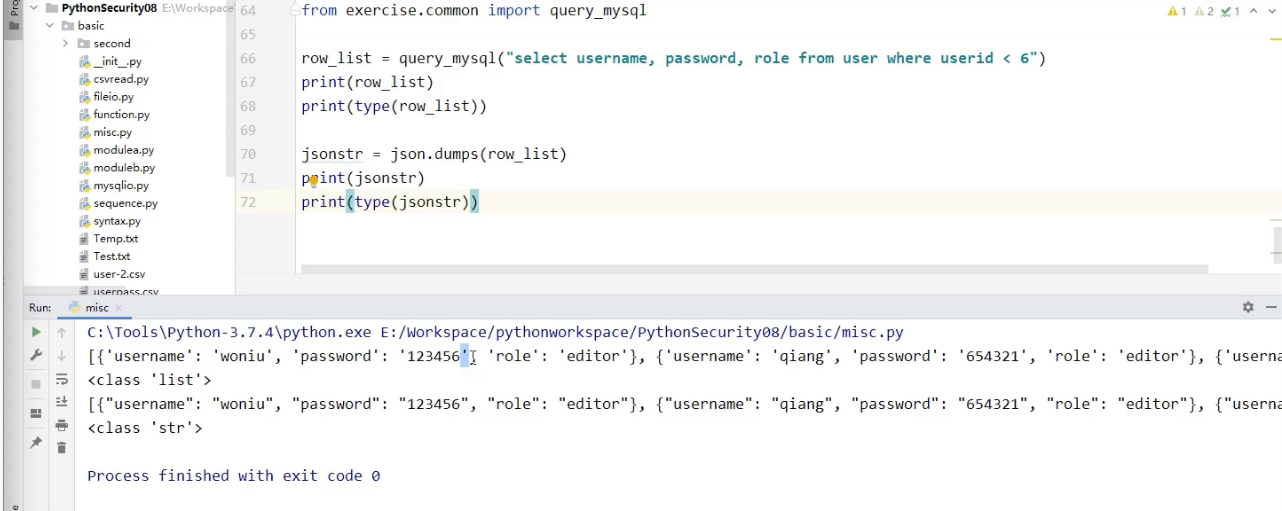 PythonSecurity08 E:\Workspace
basic
second
_init_.py
csvread.py
fileio.py
function.py
misc.py
modulea.py
moduleb.py
mysqlio.py
sequence.py
syntax.py
Temp.txt
Test.txt
user-2.csv
userpass.csv
64 from exercise.common import query_mysql
65
66 row_list = query_mysql("select username, password, role from user where userid < 6")
67 print(row_list)
68 print(type(row_list))
69
70 jsonstr = json.dumps(row_list)
71 print(jsonstr)
72 print(type(jsonstr))
1 2 1
Run: misc
C:\Tools\Python-3.7.4\python.exe E:/Workspace/pythonworkspace/PythonSecurity08/basic/misc.py
[{'username': 'woniu', 'password': '123456' 'role': 'editor'}, {'username': 'qiang', 'password': '654321', 'role': 'editor'}, {'userna
<class 'list'>
[{"username": "woniu", "password": "123456", "role": "editor"}, {"username": "qiang", "password": "654321", "role": "editor"}, {"userna
<class 'str'>
Process finished with exit code 0